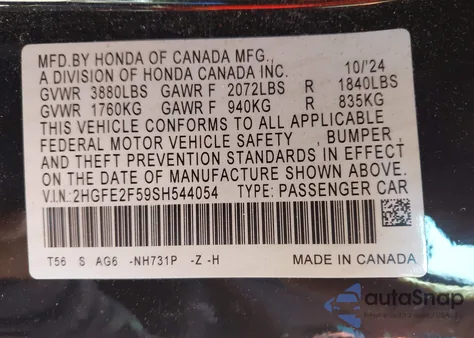 MFD.BY HONDA OF CANADA MFG.,
A DIVISION OF HONDA CANADA INC. 10/'24
GVWR 3880LBS GAWR F 2072LBS R 1840LBS
GVWR 1760KG GAWR F 940KG R 835KG
THIS VEHICLE CONFORMS TO ALL APPLICABLE
FEDERAL MOTOR VEHICLE SAFETY , BUMPER ,
AND THEFT PREVENTION STANDARDS IN EFFECT
ON THE DATE OF MANUFACTURE SHOWN ABOVE.
V.I.N.:2HGFE2F59SH544054 TYPE: PASSENGER CAR
T56 S AG6 -NH731P -Z -H MADE IN CANADA
autaSnap